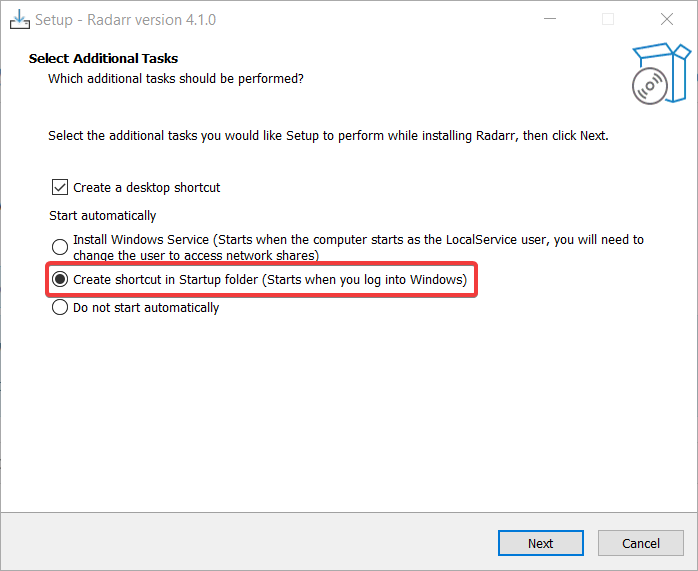 Setup - Radarr version 4.1.0
Select Additional Tasks
Which additional tasks should be performed?
Select the additional tasks you would like Setup to perform while installing Radarr, then click Next.
Create a desktop shortcut
Start automatically
Install Windows Service (Starts when the computer starts as the LocalService user, you will need to
change the user to access network shares)
Create shortcut in Startup folder (Starts when you log into Windows)
Do not start automatically
Next
Cancel